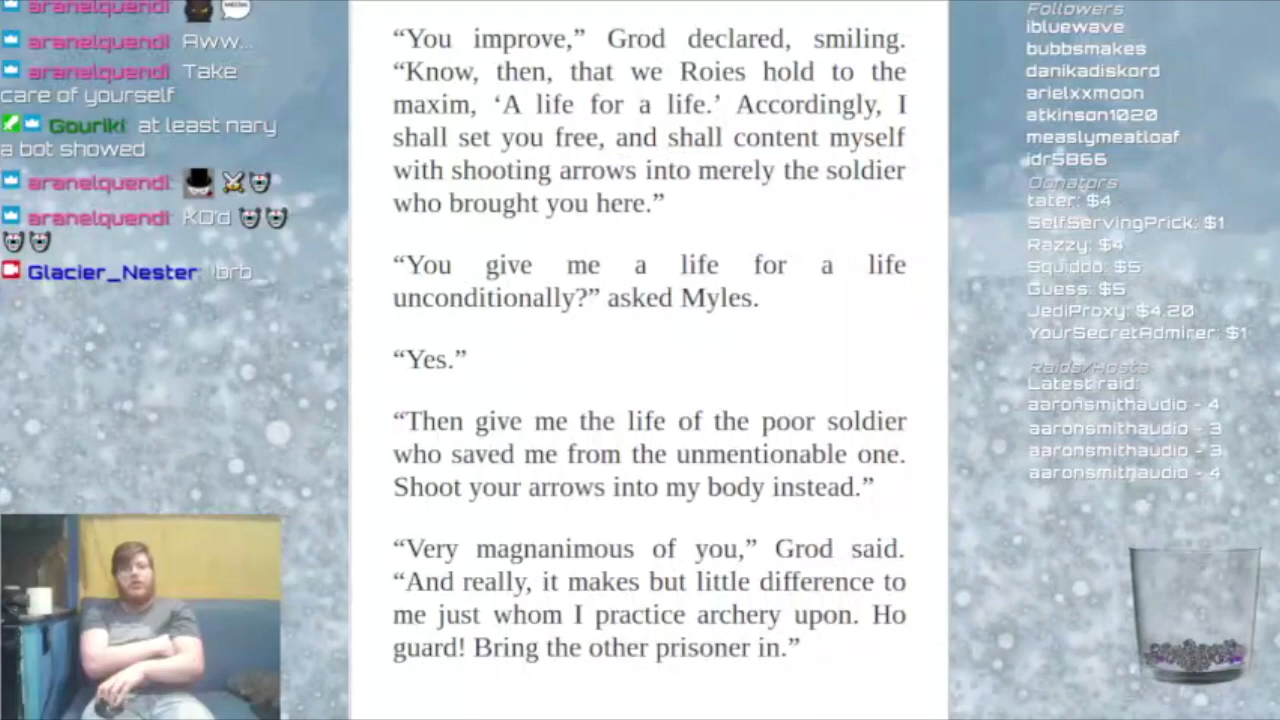 aranelquendi
aranelquendi: Aww...
aranelquendi: Take
care of yourself
Gouriki: at least nary
a bot showed
aranelquendi:
aranelquendi: KO'd
Glacier_Nester: !brb
“You improve,” Grod declared, smiling.
“Know, then, that we Roies hold to the
maxim, ‘A life for a life.’ Accordingly, I
shall set you free, and shall content myself
with shooting arrows into merely the soldier
who brought you here.”
“You give me a life for a life
unconditionally?” asked Myles.
“Yes.”
“Then give me the life of the poor soldier
who saved me from the unmentionable one.
Shoot your arrows into my body instead.”
“Very magnanimous of you,” Grod said.
“And really, it makes but little difference to
me just whom I practice archery upon. Ho
guard! Bring the other prisoner in.”
Followers
ibluewave
bubbsmakes
danikadiskord
arielxxmoon
atkinson1020
measlymeatloaf
idr5866
Donators
tater: $4
SelfServingPrick: $1
Razzy: $4
Squiddo: $5
Guess: $5
JediProxy: $4.20
YourSecretAdmirer: $1
Raids/Hosts
Latest raid:
aaronsmithaudio - 4
aaronsmithaudio - 3
aaronsmithaudio - 3
aaronsmithaudio - 4